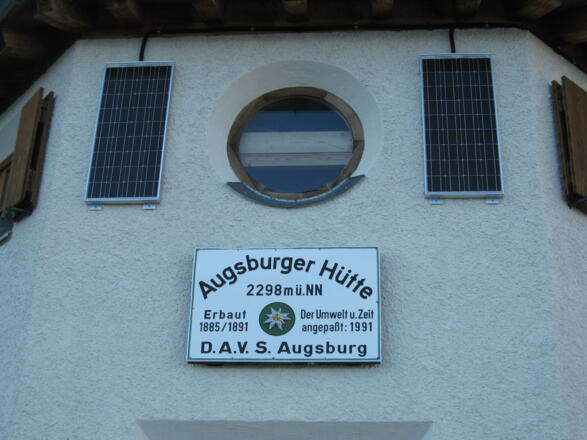 Augsburger Hütte
2298mü.NN
Erbaut Der Umwelt u.Zeit
1885/1891 angepaßt: 1991
D.A.V. S. Augsburg